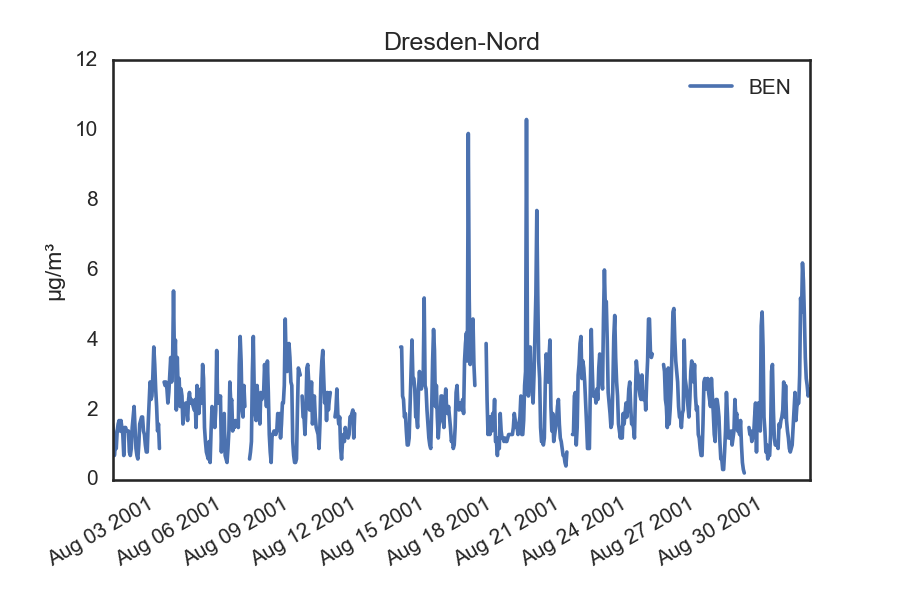 Dresden-Nord
BEN
µg/m³
12
10
8
6
4
2
0
Aug 03 2001
Aug 06 2001
Aug 09 2001
Aug 12 2001
Aug 15 2001
Aug 18 2001
Aug 21 2001
Aug 24 2001
Aug 27 2001
Aug 30 2001